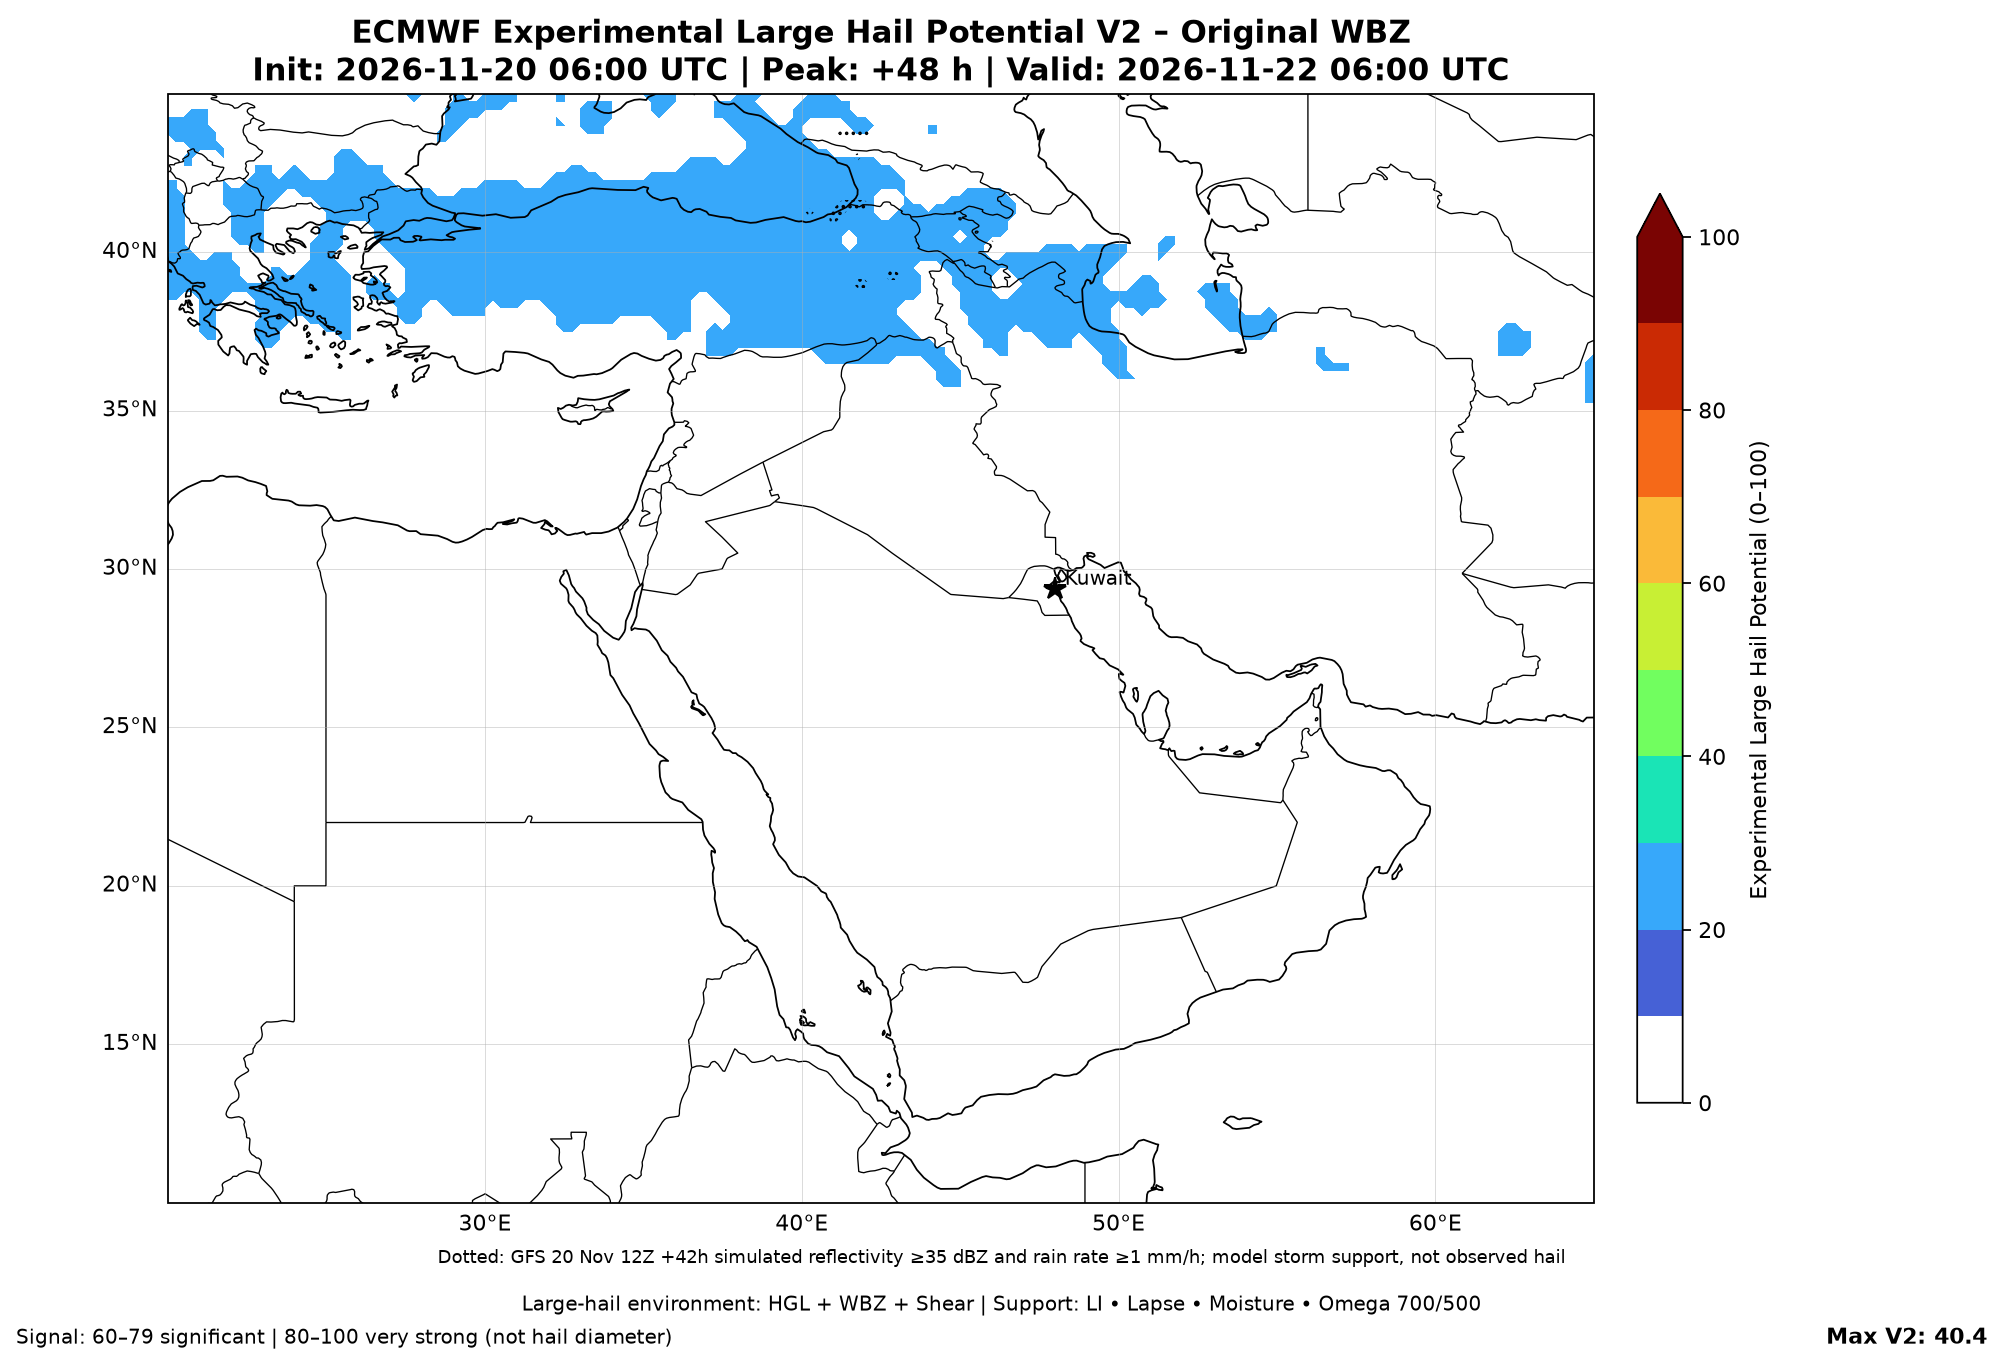 ECMWF Experimental Large Hail Potential V2 – Original WBZ
Init: 2026-11-20 06:00 UTC | Peak: +48 h | Valid: 2026-11-22 06:00 UTC
40°N
35°N
30°N
25°N
20°N
15°N
Kuwait
30°E
40°E
50°E
60°E
100
80
60
40
20
0
Experimental Large Hail Potential (0–100)
Dotted: GFS 20 Nov 12Z +42h simulated reflectivity ≥35 dBZ and rain rate ≥1 mm/h; model storm support, not observed hail
Large-hail environment: HGL + WBZ + Shear | Support: LI • Lapse • Moisture • Omega 700/500
Signal: 60–79 significant | 80–100 very strong (not hail diameter)
Max V2: 40.4